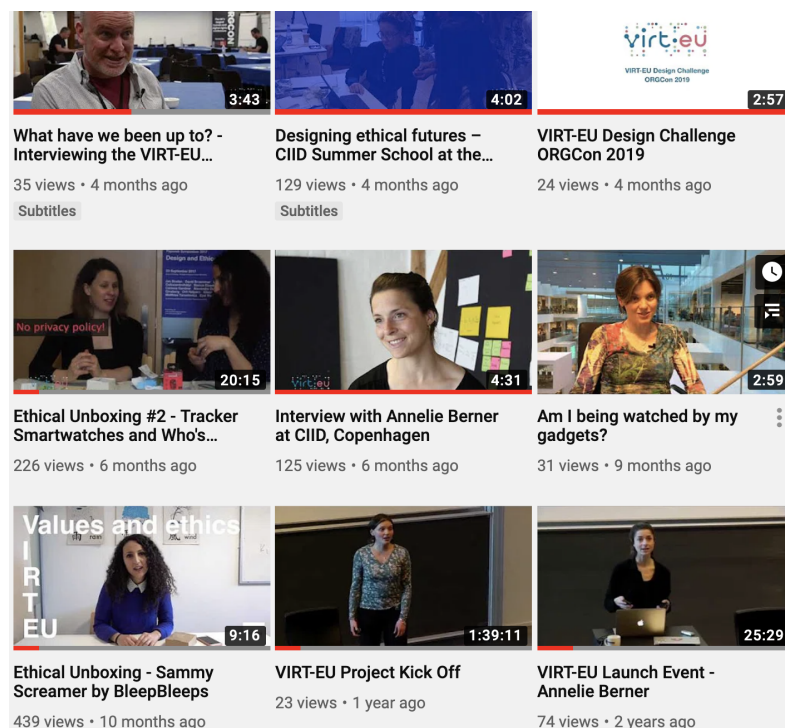 3:43
4:02
virt:eu
VIRT-EU Design Challenge
ORGCon 2019
2:57
What have we been up to? -
Interviewing the VIRT-EU...
35 views • 4 months ago
Subtitles
Designing ethical futures –
CIID Summer School at the...
129 views • 4 months ago
Subtitles
VIRT-EU Design Challenge
ORGCon 2019
24 views • 4 months ago
Design and Ethic
No privacy policy!
20:15
virt:eu
4:31
2:59
Ethical Unboxing #2 - Tracker
Smartwatches and Who's...
226 views • 6 months ago
Interview with Annelie Berner
at CIID, Copenhagen
125 views • 6 months ago
Am I being watched by my
gadgets?
31 views • 9 months ago
Values and ethics
I
R
T
EU
9:16
1:39:11
25:29
Ethical Unboxing - Sammy
Screamer by BleepBleeps
439 views • 10 months ago
VIRT-EU Project Kick Off
23 views • 1 year ago
VIRT-EU Launch Event -
Annelie Berner
74 views • 2 years ago